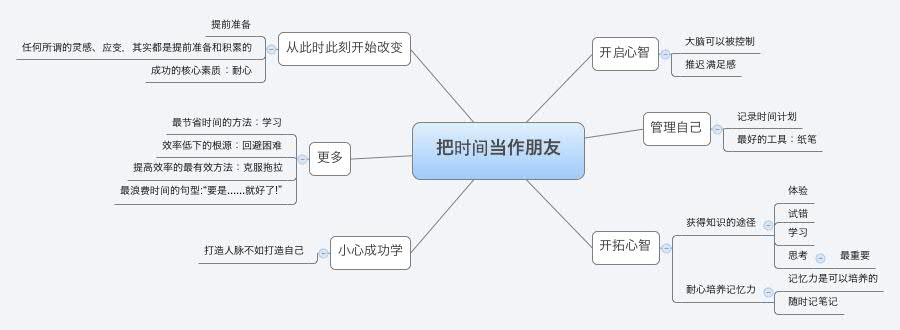 把时间当作朋友
开启心智
大脑可以被控制
推迟满足感
管理自己
记录时间计划
最好的工具：纸笔
开拓心智
获得知识的途径
体验
试错
学习
思考
最重要
耐心培养记忆力
记忆力是可以培养的
随时记笔记
从此时此刻开始改变
提前准备
任何所谓的灵感、应变，其实都是提前准备和积累的
成功的核心素质：耐心
更多
最节省时间的方法：学习
效率低下的根源：回避困难
提高效率的最有效方法：克服拖拉
最浪费时间的句型:“要是……就好了!”
小心成功学
打造人脉不如打造自己